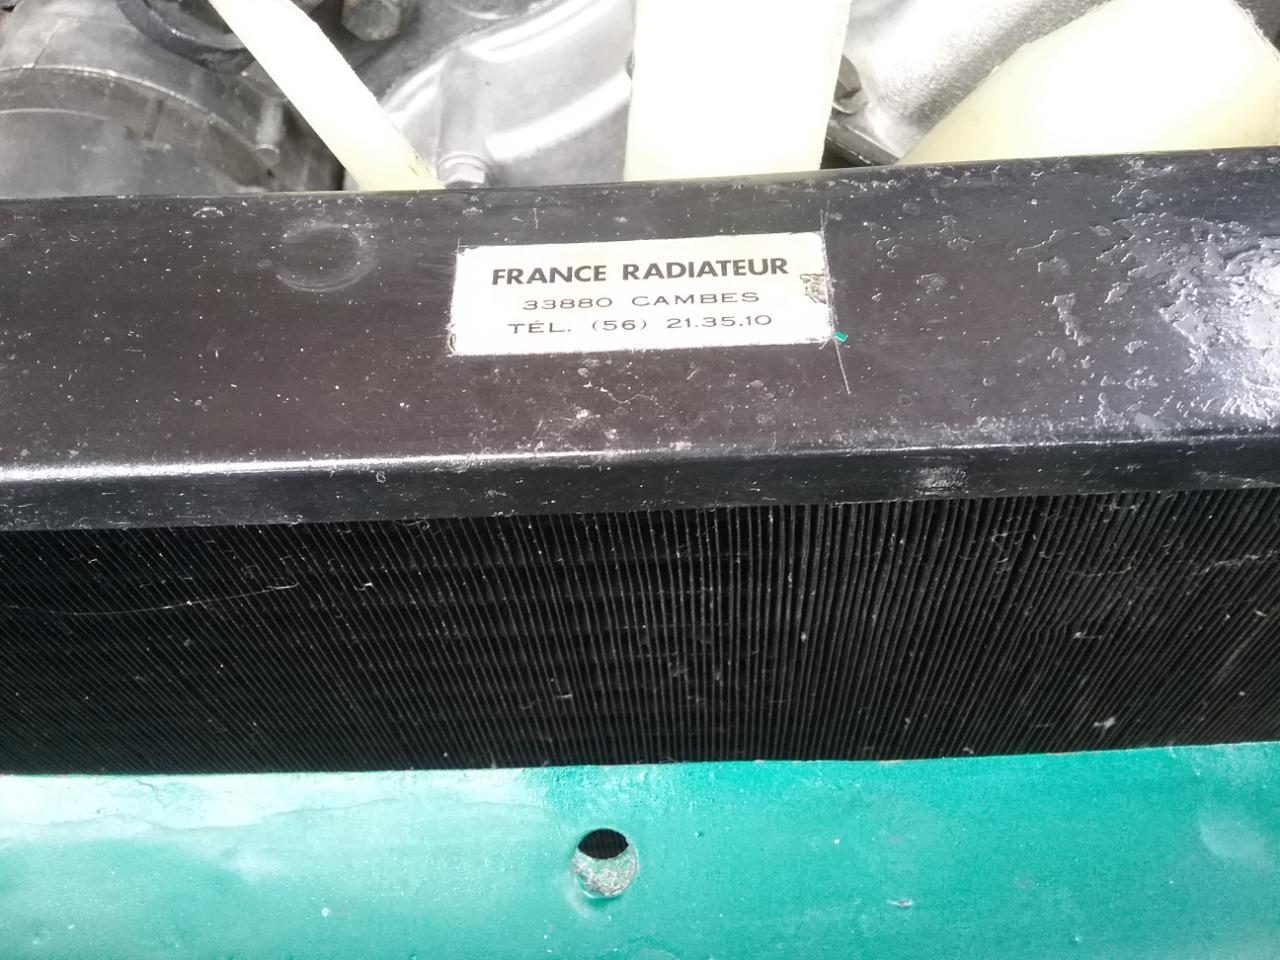 FRANCE RADIATEUR
33880 CAMBES
TÉL. (56) 21.35.10